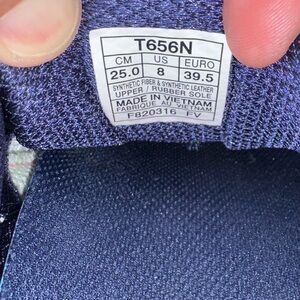 T656N
CM US EURO
25.0 8 39.5
SYNTHETIC FIBER & SYNTHETIC LEATHER
UPPER / RUBBER SOLE
MADE IN VIETNAM
FABRIQUE AU VIETNAM
F820316 FV